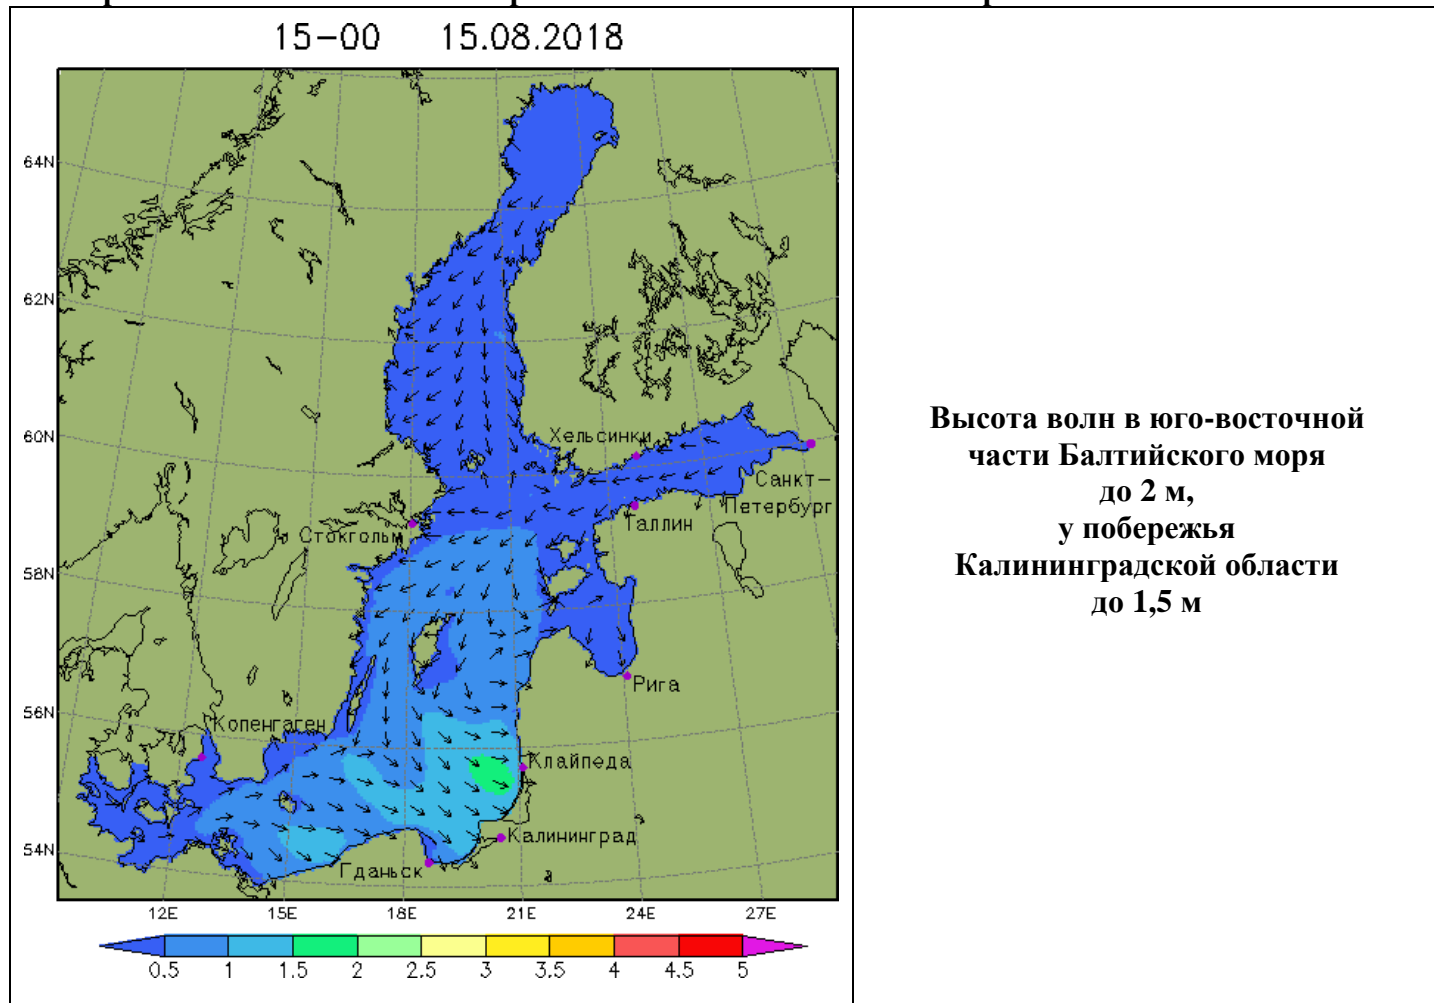 15-00 15.08.2018
64N
62N
60N
58N
56N
54N
12E 15E 18E 21E 24E 27E
Хельсинки
Санкт-
Петербург
Таллин
Стокгольм
Рига
Копенгаген
Клайпеда
Калининград
Гданьск
0.5 1 1.5 2 2.5 3 3.5 4 4.5 5
Высота волн в юго-восточной
части Балтийского моря
до 2 м,
у побережья
Калининградской области
до 1,5 м